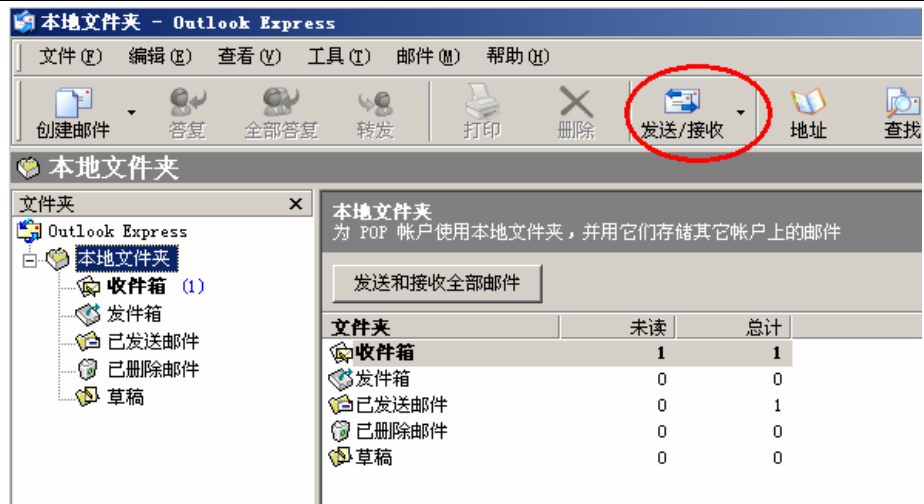 本地文件夹 - Outlook Express
文件(F) 编辑(E) 查看(V) 工具(T) 邮件(M) 帮助(H)
创建邮件 答复 全部答复 转发 打印 删除 发送/接收 地址 查找
本地文件夹
文件夹
Outlook Express
本地文件夹
收件箱 (1)
发件箱
已发送邮件
已删除邮件
草稿
本地文件夹
为 POP 帐户使用本地文件夹，并用它们存储其它帐户上的邮件
发送和接收全部邮件
文件夹 未读 总计
收件箱 1 1
发件箱 0 0
已发送邮件 0 1
已删除邮件 0 0
草稿 0 0